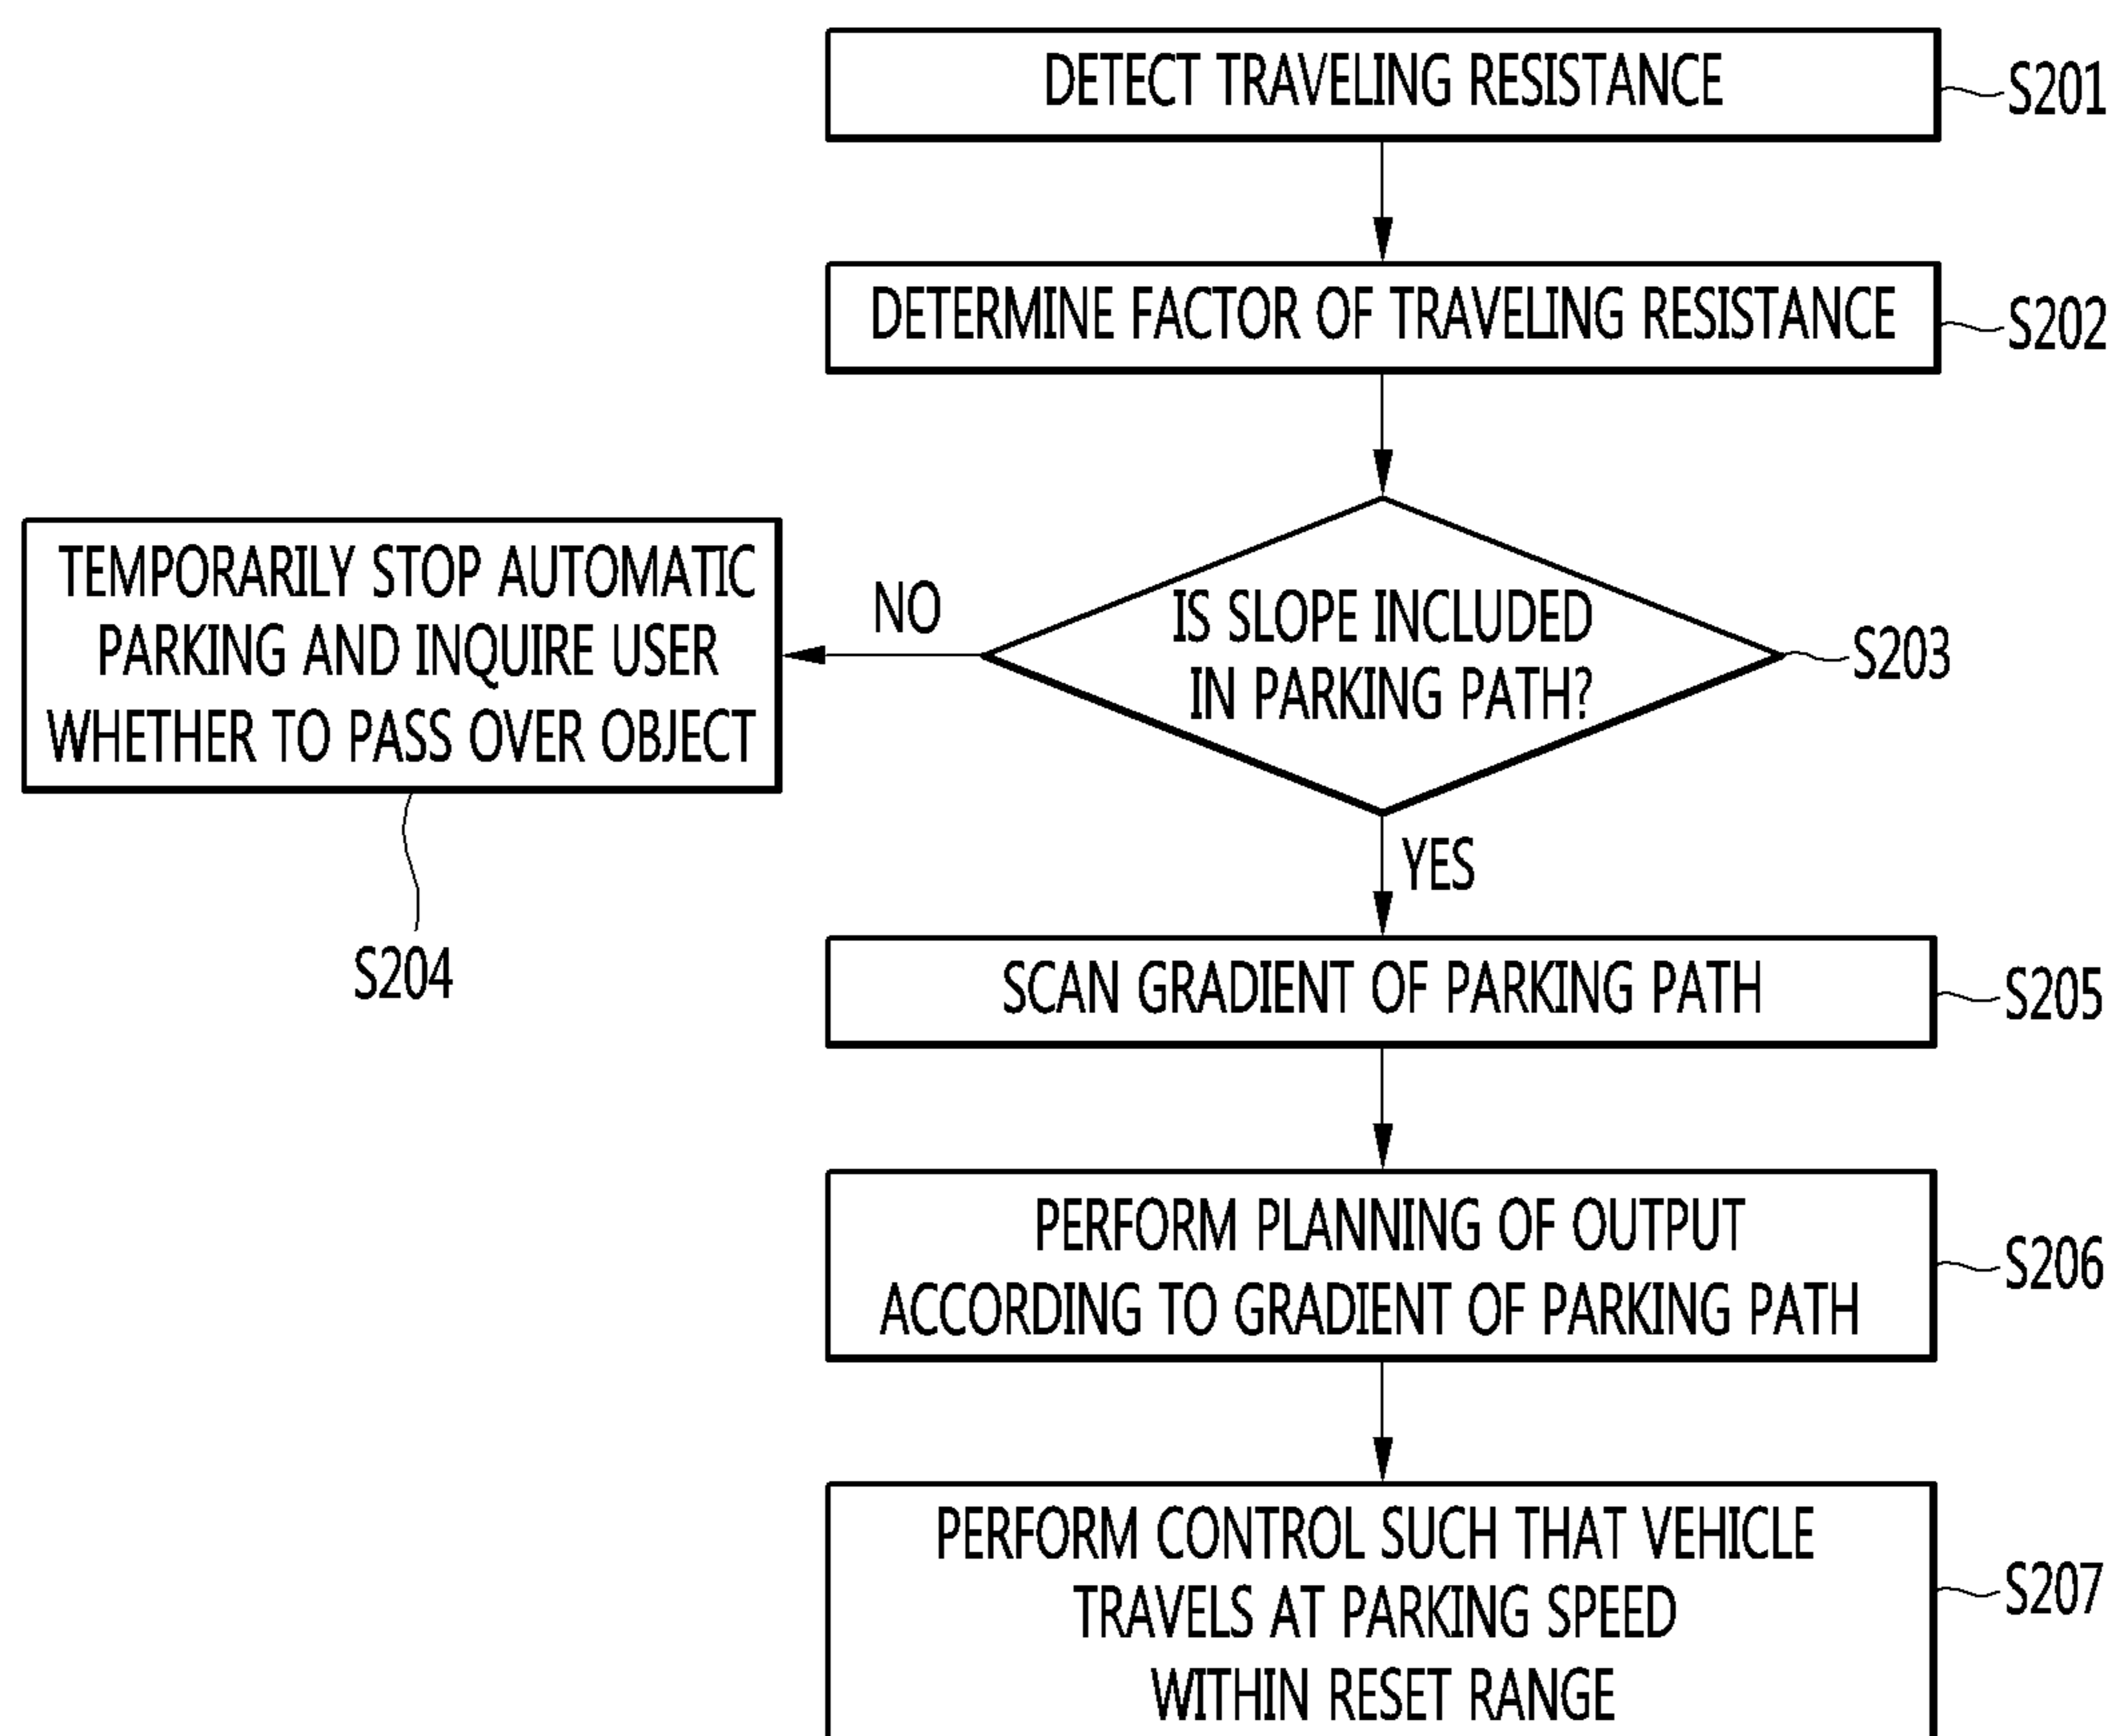 DETECT TRAVELING RESISTANCE
S201
DETERMINE FACTOR OF TRAVELING RESISTANCE
S202
IS SLOPE INCLUDED
IN PARKING PATH?
S203
NO
TEMPORARILY STOP AUTOMATIC
PARKING AND INQUIRE USER
WHETHER TO PASS OVER OBJECT
S204
YES
SCAN GRADIENT OF PARKING PATH
S205
PERFORM PLANNING OF OUTPUT
ACCORDING TO GRADIENT OF PARKING PATH
S206
PERFORM CONTROL SUCH THAT VEHICLE
TRAVELS AT PARKING SPEED
WITHIN RESET RANGE
S207